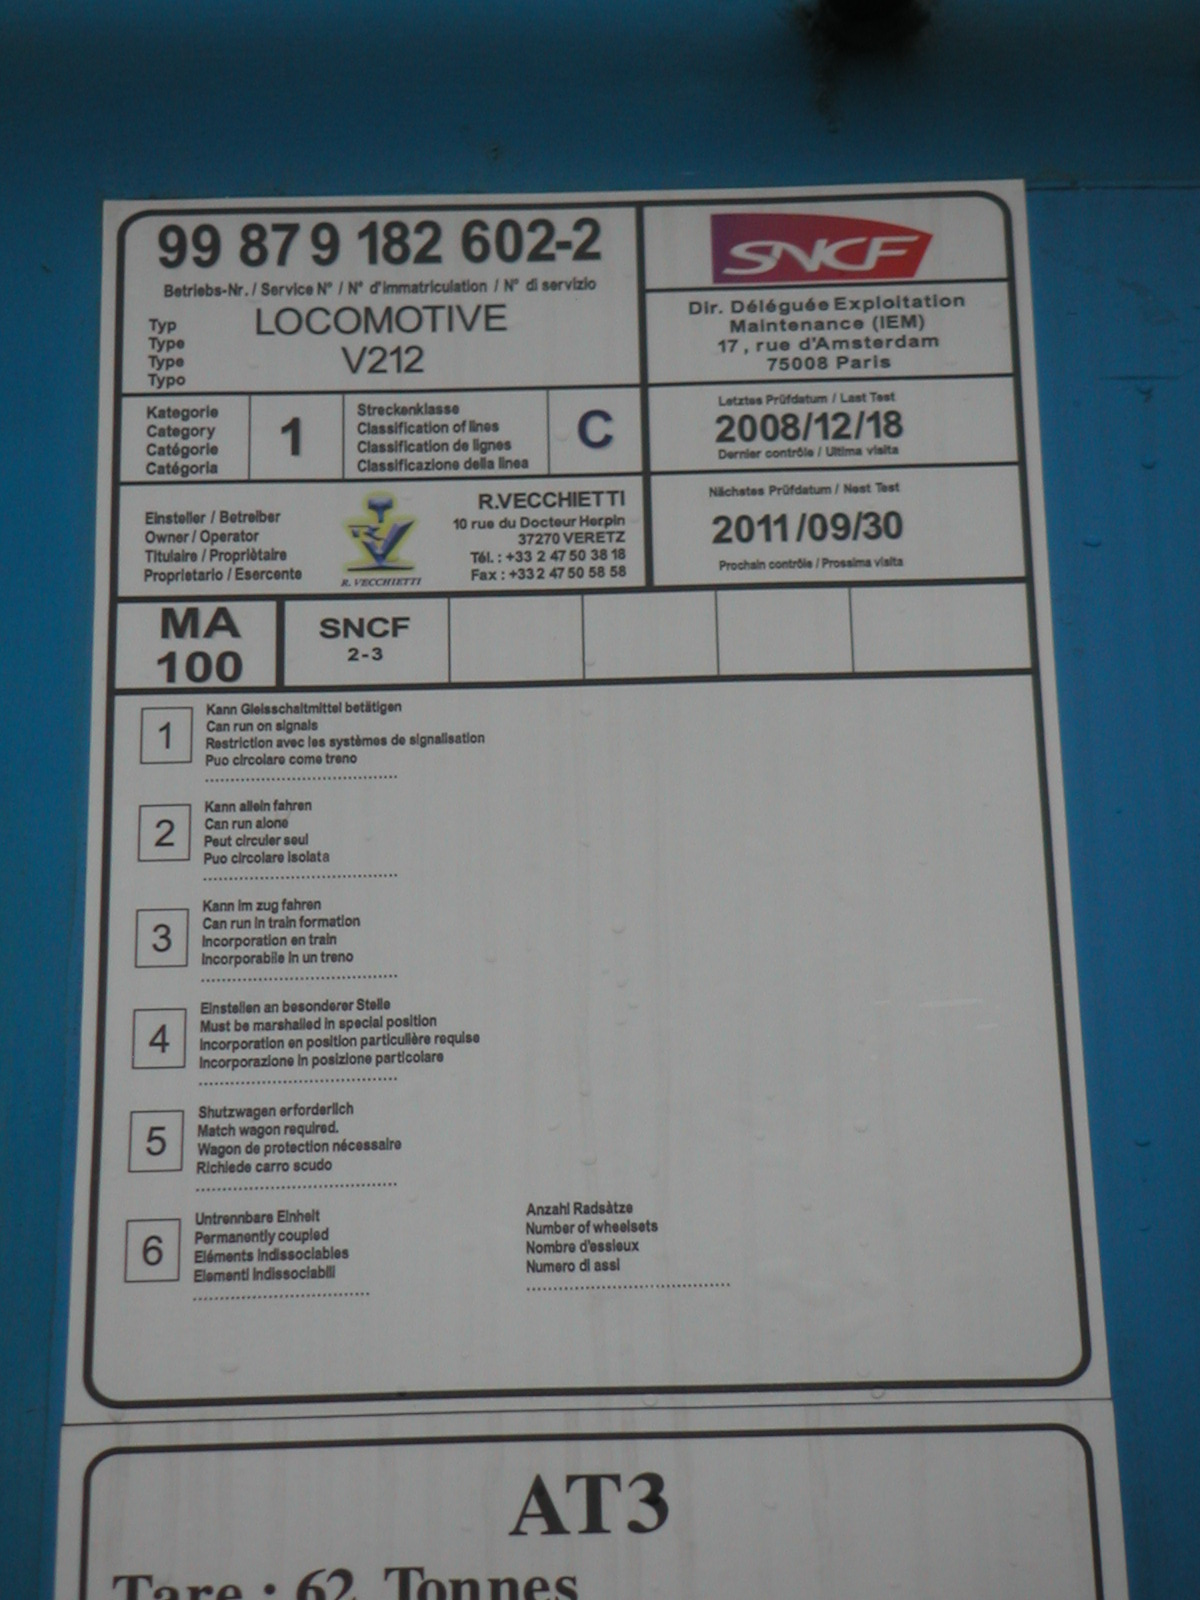 99 87 9 182 602-2
Betriebs-Nr. / Service N° / N° d'immatriculation / N° di servizio
Typ
Type
Type
Typo
LOCOMOTIVE
V212
SNCF
Dir. Déléguée Exploitation
Maintenance (IEM)
17, rue d'Amsterdam
75008 Paris
Kategorie
Category
Catégorie
Catégoria
1
Streckenklasse
Classification of lines
Classification de lignes
Classificazione della linea
C
Letztes Prüfdatum / Last Test
2008/12/18
Dernier contrôle / Ultima visita
Einsteller / Betreiber
Owner / Operator
Titulaire / Propriètaire
Proprietario / Esercente
RV
R. VECCHIETTI
R.VECCHIETTI
10 rue du Docteur Herpin
37270 VERETZ
Tél. : +33 2 47 50 38 18
Fax : +33 2 47 50 58 58
Nächstes Prüfdatum / Nest Test
2011/09/30
Prochain contrôle / Prossima visita
MA
100
SNCF
2-3
1
Kann Gleisschaltmittel betätigen
Can run on signals
Restriction avec les systèmes de signalisation
Puo circolare come treno
2
Kann allein fahren
Can run alone
Peut circuler seul
Puo circolare isolata
3
Kann im zug fahren
Can run in train formation
Incorporation en train
Incorporabile in un treno
4
Einstellen an besonderer Stelle
Must be marshalled in special position
Incorporation en position particulière requise
Incorporazione in posizione particolare
5
Shutzwagen erforderlich
Match wagon required.
Wagon de protection nécessaire
Richiede carro scudo
6
Untrennbare Einheit
Permanently coupled
Eléments indissociables
Elementi indissociabili
Anzahl Radsàtze
Number of wheelsets
Nombre d'essieux
Numero di assi
AT3
Tare : 62 Tonnes